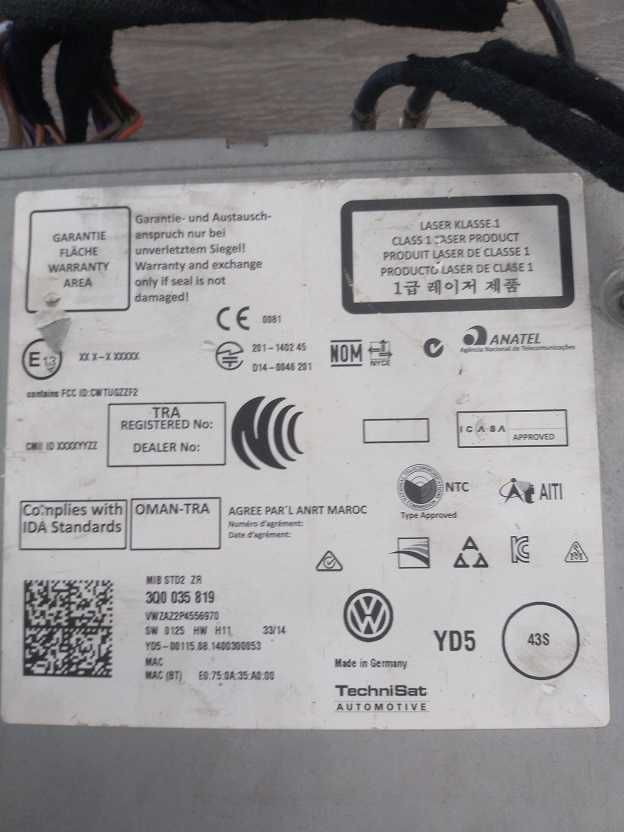 GARANTIE
FLÄCHE
WARRANTY
AREA
Garantie- und Austausch-
anspruch nur bei
unverletztem Siegel!
Warranty and exchange
only if seal is not
damaged!
LASER KLASSE.1
CLASS 1 LASER PRODUCT
PRODUIT LASER DE CLASSE 1
PRODUCTO LASER DE CLASE 1
1급 레이저 제품
CE 0081
E13 XX X-X XXXXX
201-140245
D14-0046 201
NOM NYCE
ANATEL
Agência Nacional de Telecomunicações
contains FCC ID:CWTUGZZF2
CMII ID XXXXYYZZ
TRA
REGISTERED No:
DEALER No:
ICASA APPROVED
NTC
Type Approved
AITI
Complies with
IDA Standards
OMAN-TRA
AGREE PAR´L ANRT MAROC
Numéro d'agrément:
Date d'agrément:
MIB STD2 ZR
3Q0 035 819
VWZAZ2P4556970
SW 0125 HW H11 33/14
YD5-00115.08.1400300053
MAC
MAC (BT) E0:75:0A:35:A0:00
Made in Germany
TechniSat
AUTOMOTIVE
YD5
43S